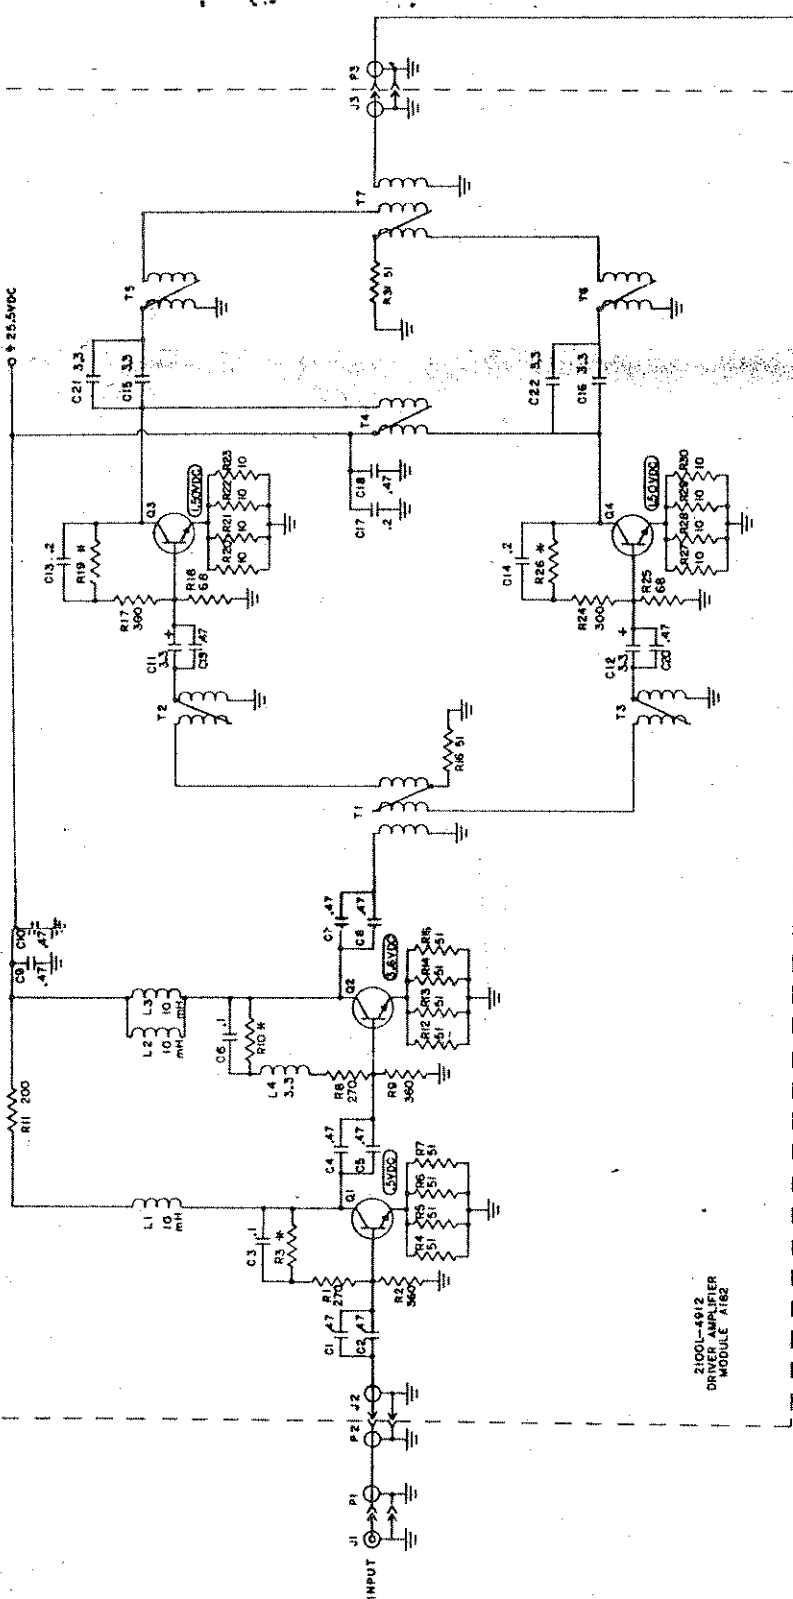 INPUT
J1
P1
P2
J2
C1 .47
C2 .47
R1
270
R2
360
C3 .1
R3 *
L1
10
mH
R11 200
Q1
.5VDC
R4
51
R5
51
R6
51
R7
51
C4 .47
C5 .47
R8
270
R9
360
L4
3.3
C6 .1
R10 *
L2
10
mH
L3
10
mH
C9
.47
C10
.47
Q2
R12
51
R13
51
R14
51
R15
51
C7 .47
C8 .47
T1
R16 51
T2
T3
C11
3.3
+
C19
.47
C12
3.3
+
C20
.47
R17
R18
68
C13 .2
R19 *
Q3
1.50VDC
R20
10
R21
10
R22
10
R23
10
R24
300
R25
68
C14 .2
R26 *
Q4
1.50VDC
R27
10
R28
10
R29
10
R30
10
C17
.2
C18
.47
T4
C21 3.3
C15 3.3
C22 3.3
C16 3.3
+ 25.5VDC
T5
T6
R31 51
T7
J3
P3
2100L-4912
DRIVER AMPLIFIER
MODULE A182